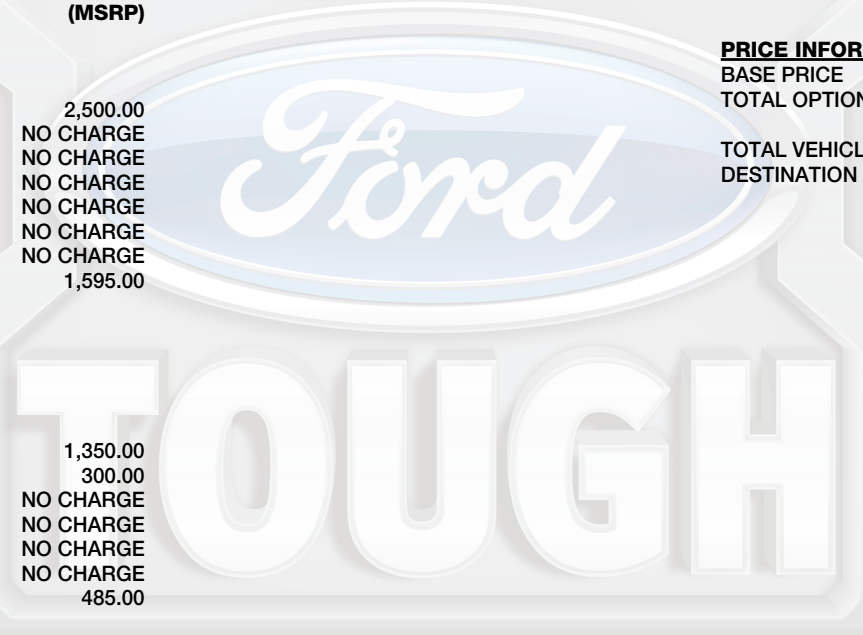 (MSRP)
2,500.00
NO CHARGE
NO CHARGE
NO CHARGE
NO CHARGE
NO CHARGE
NO CHARGE
1,595.00
1,350.00
300.00
NO CHARGE
NO CHARGE
NO CHARGE
NO CHARGE
485.00
PRICE INFOR
BASE PRICE
TOTAL OPTION
TOTAL VEHICL
DESTINATION
Ford
TOUGH